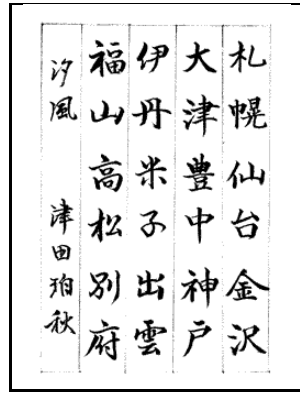 札幌仙台金沢
大津豊中神戸
伊丹米子出雲
福山高松別府
汐風 津田珀秋